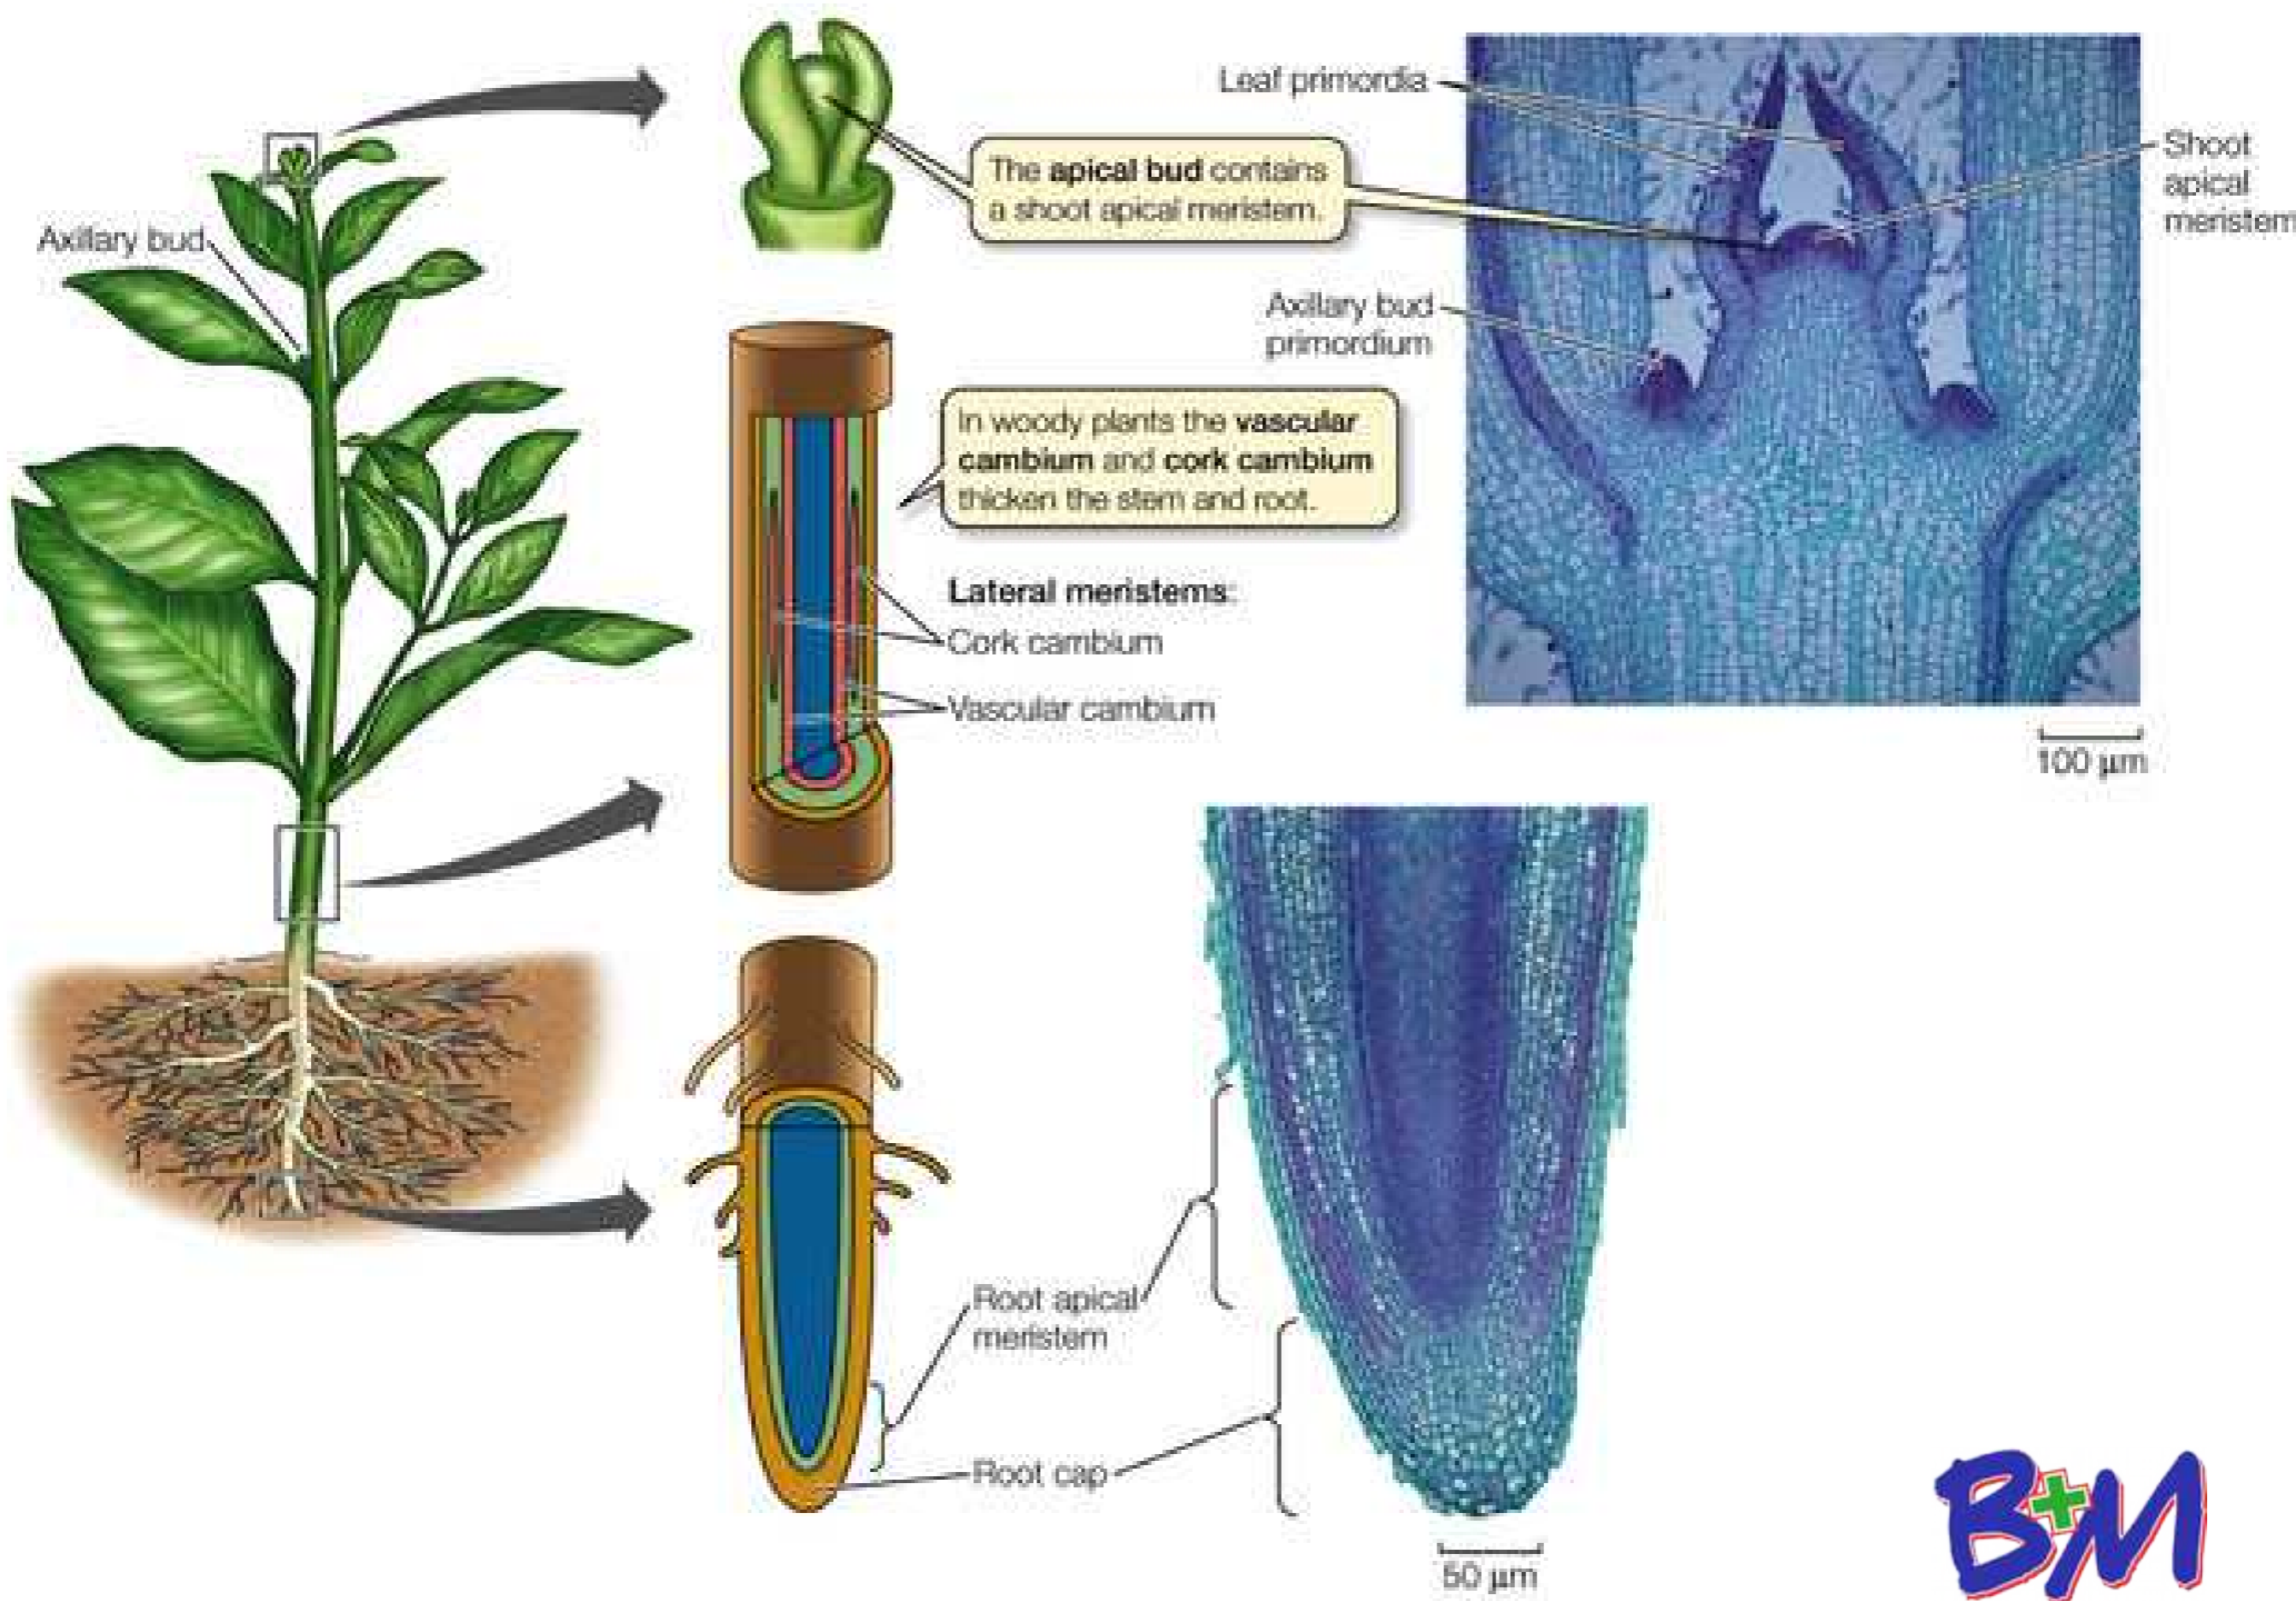 Leaf primordia
The apical bud contains
a shoot apical meristem.
Shoot
apical
meristem
Axillary bud
Axillary bud
primordium
In woody plants the vascular
cambium and cork cambium
thicken the stem and root.
Lateral meristems:
Cork cambium
Vascular cambium
100 µm
Root apical
meristem
Root cap
50 µm
B+M